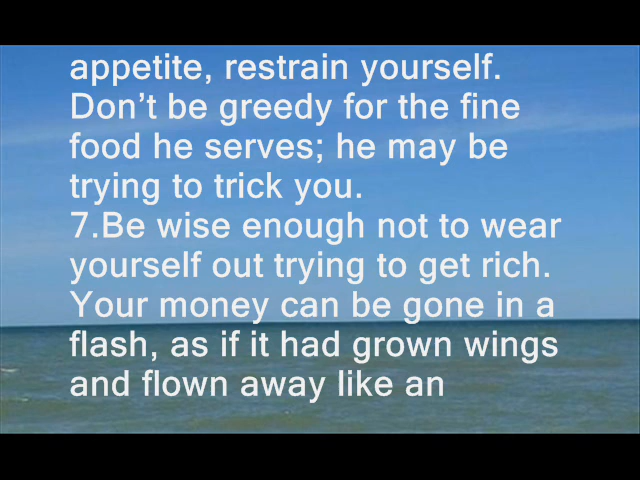 appetite, restrain yourself.
Don’t be greedy for the fine
food he serves; he may be
trying to trick you.
7.Be wise enough not to wear
yourself out trying to get rich.
Your money can be gone in a
flash, as if it had grown wings
and flown away like an